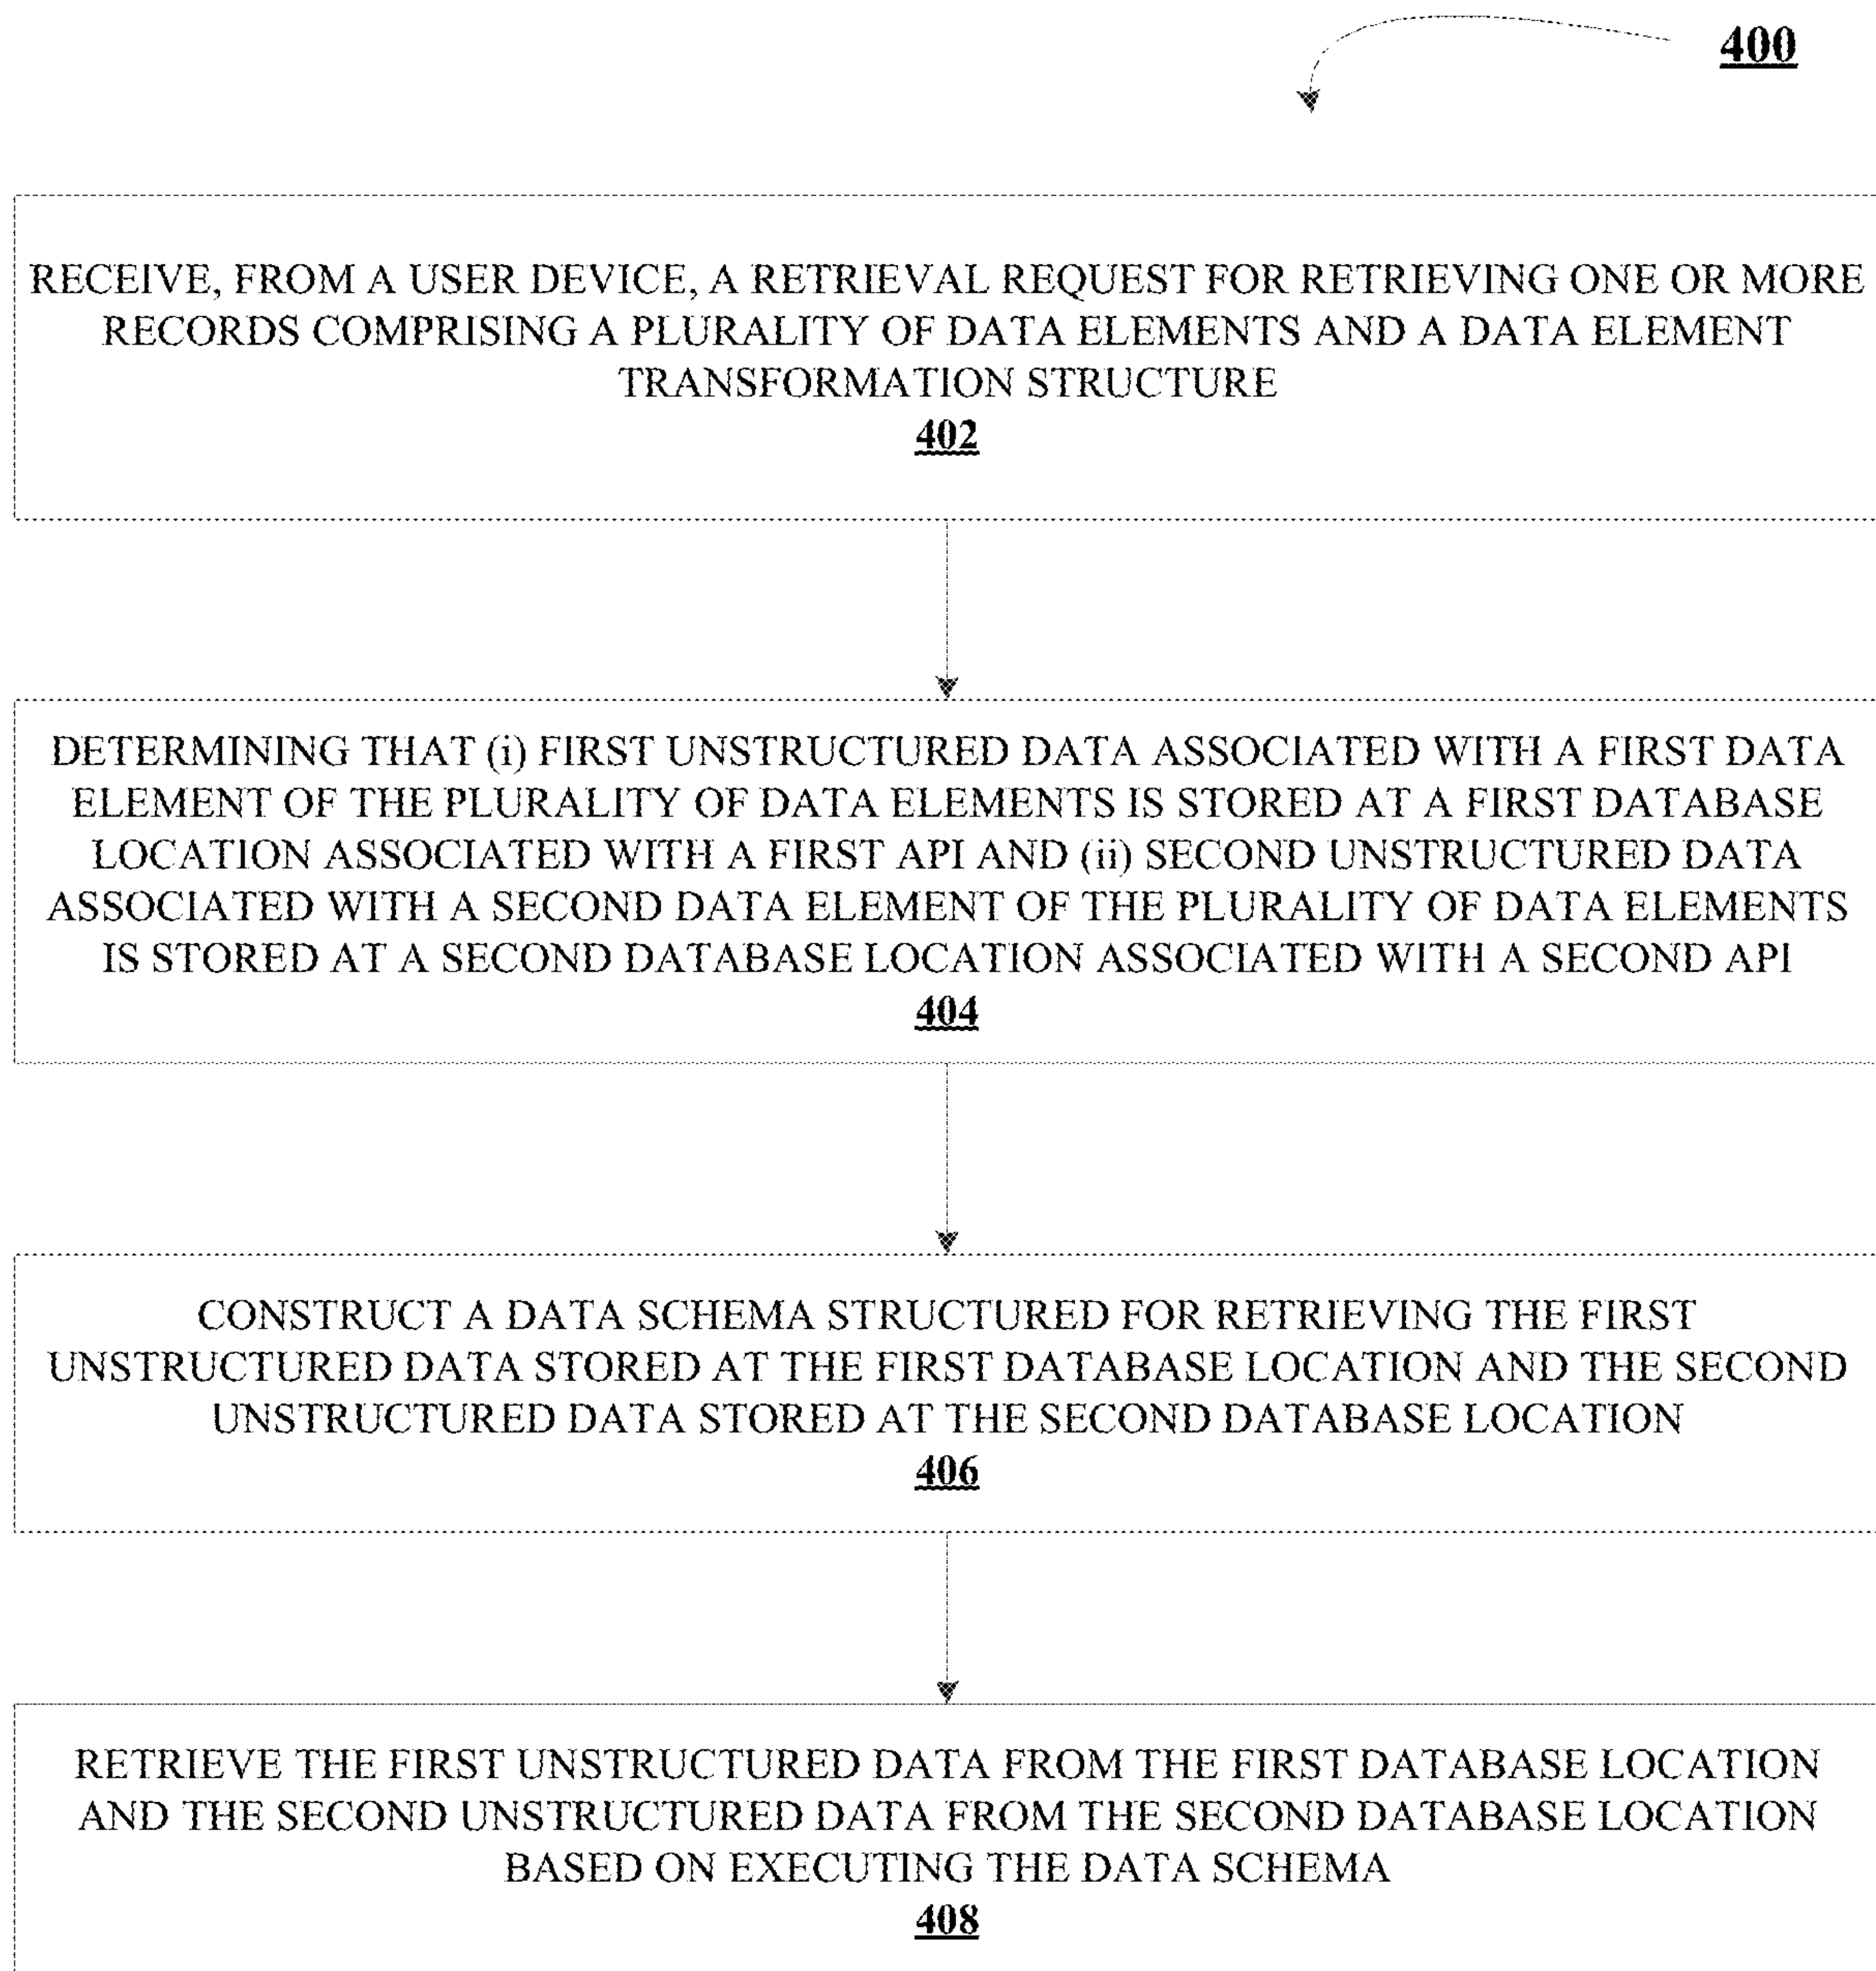 400
RECEIVE, FROM A USER DEVICE, A RETRIEVAL REQUEST FOR RETRIEVING ONE OR MORE
RECORDS COMPRISING A PLURALITY OF DATA ELEMENTS AND A DATA ELEMENT
TRANSFORMATION STRUCTURE
402
DETERMINING THAT (i) FIRST UNSTRUCTURED DATA ASSOCIATED WITH A FIRST DATA
ELEMENT OF THE PLURALITY OF DATA ELEMENTS IS STORED AT A FIRST DATABASE
LOCATION ASSOCIATED WITH A FIRST API AND (ii) SECOND UNSTRUCTURED DATA
ASSOCIATED WITH A SECOND DATA ELEMENT OF THE PLURALITY OF DATA ELEMENTS
IS STORED AT A SECOND DATABASE LOCATION ASSOCIATED WITH A SECOND API
404
CONSTRUCT A DATA SCHEMA STRUCTURED FOR RETRIEVING THE FIRST
UNSTRUCTURED DATA STORED AT THE FIRST DATABASE LOCATION AND THE SECOND
UNSTRUCTURED DATA STORED AT THE SECOND DATABASE LOCATION
406
RETRIEVE THE FIRST UNSTRUCTURED DATA FROM THE FIRST DATABASE LOCATION
AND THE SECOND UNSTRUCTURED DATA FROM THE SECOND DATABASE LOCATION
BASED ON EXECUTING THE DATA SCHEMA
408